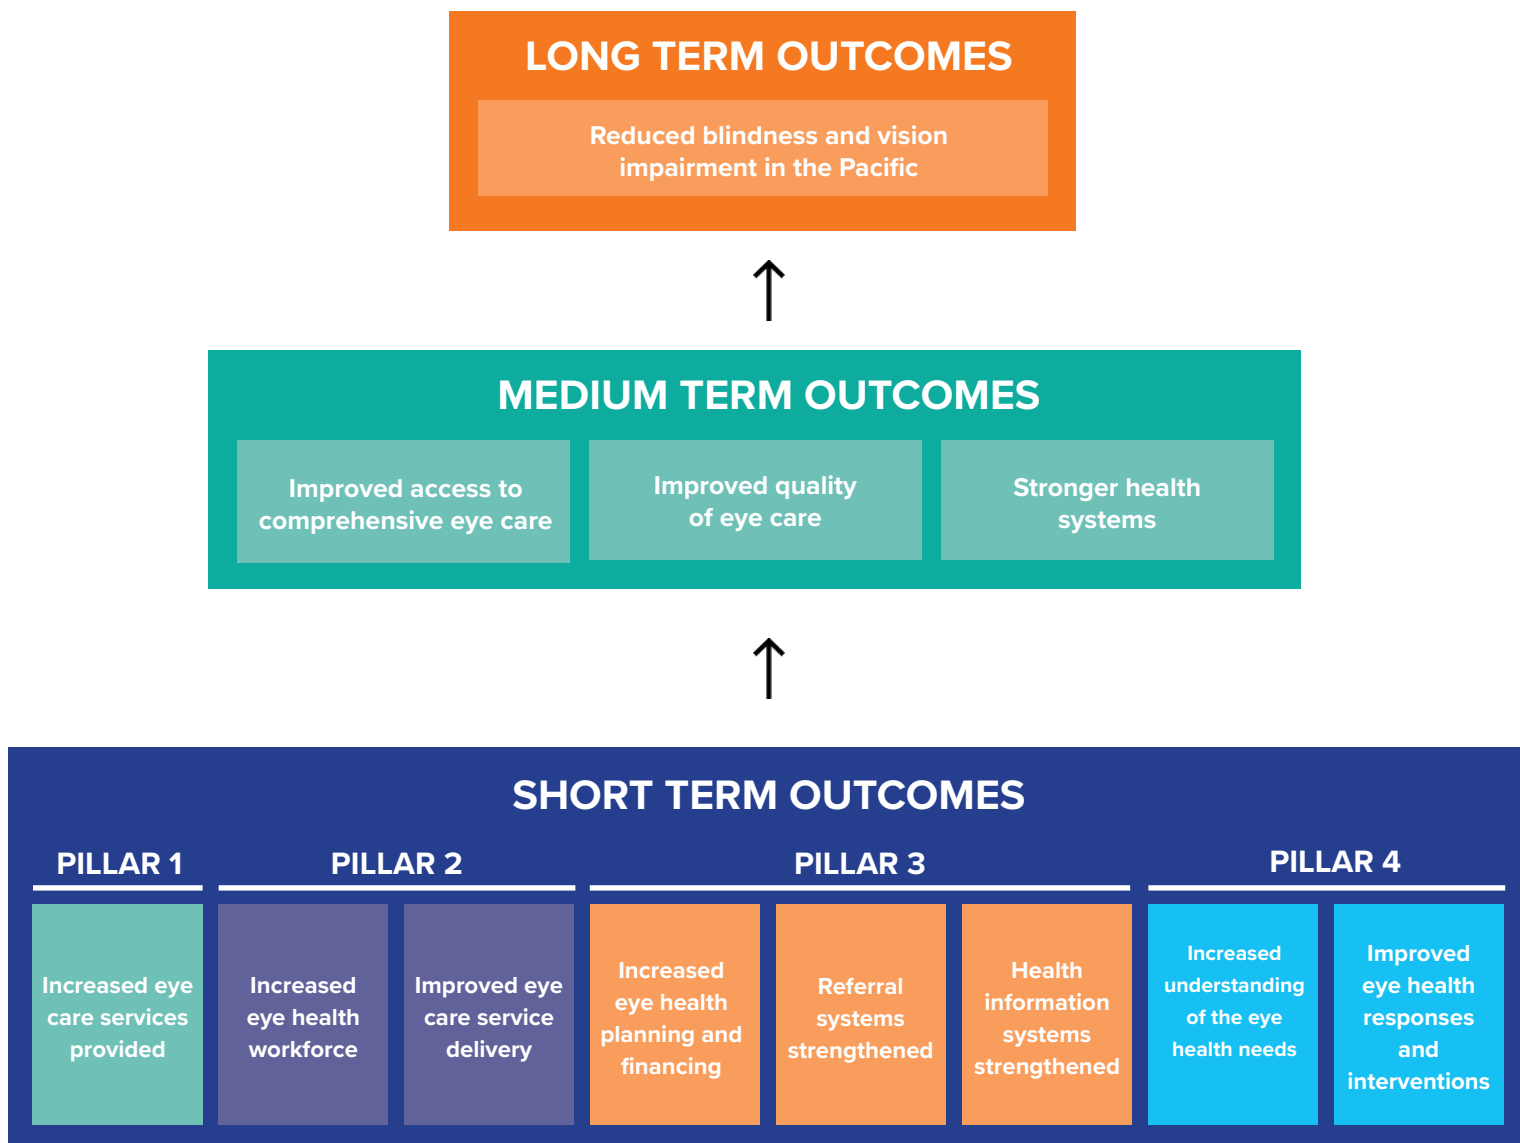 LONG TERM OUTCOMES
Reduced blindness and vision
impairment in the Pacific
MEDIUM TERM OUTCOMES
Improved access to
comprehensive eye care
Improved quality
of eye care
Stronger health
systems
SHORT TERM OUTCOMES
PILLAR 1
Increased eye
care services
provided
PILLAR 2
Increased
eye health
workforce
Improved eye
care service
delivery
PILLAR 3
Increased
eye health
planning and
financing
Referral
systems
strengthened
Health
information
systems
strengthened
PILLAR 4
Increased
understanding
of the eye
health needs
Improved
eye health
responses
and
interventions